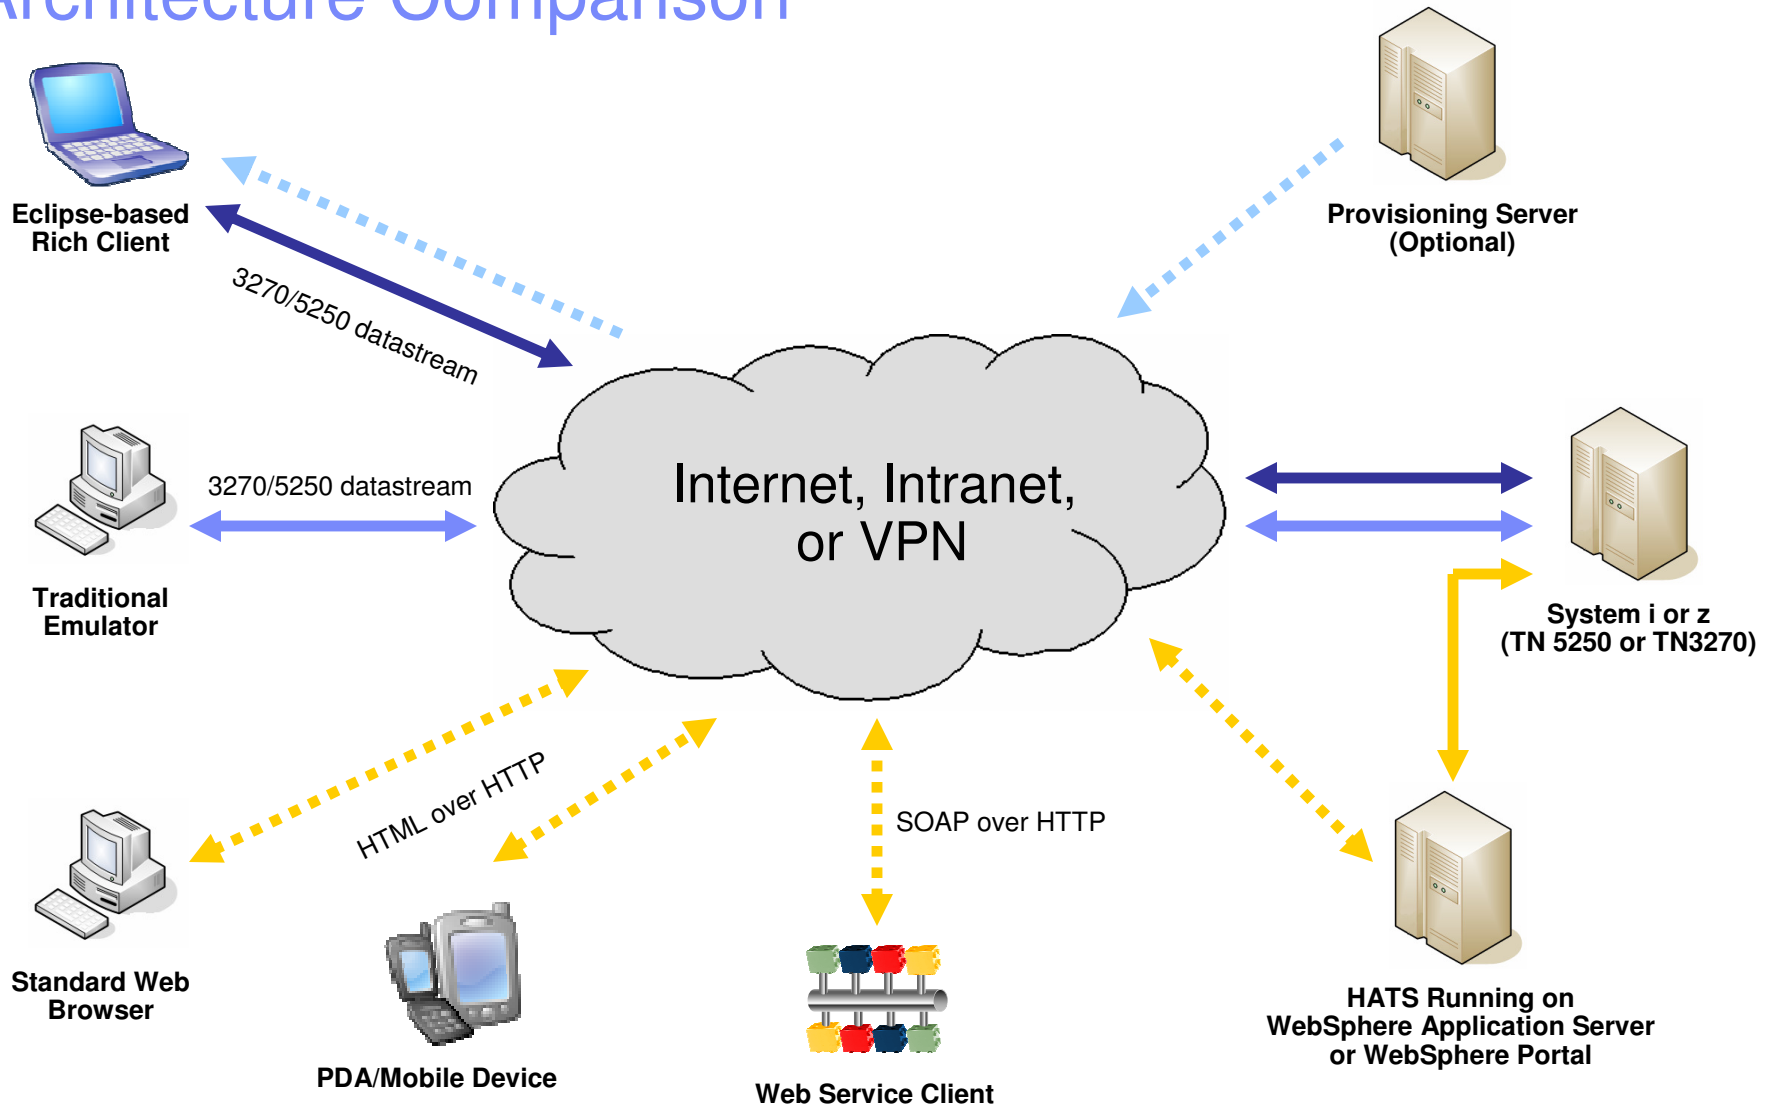 Architecture Comparison
Eclipse-based
Rich Client
Provisioning Server
(Optional)
3270/5250 datastream
3270/5250 datastream
Internet, Intranet,
or VPN
Traditional
Emulator
System i or z
(TN 5250 or TN3270)
HTML over HTTP
SOAP over HTTP
Standard Web
Browser
PDA/Mobile Device
Web Service Client
HATS Running on
WebSphere Application Server
or WebSphere Portal